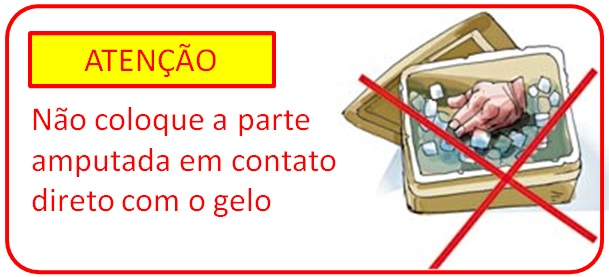 ATENÇÃO
Não coloque a parte
amputada em contato
direto com o gelo